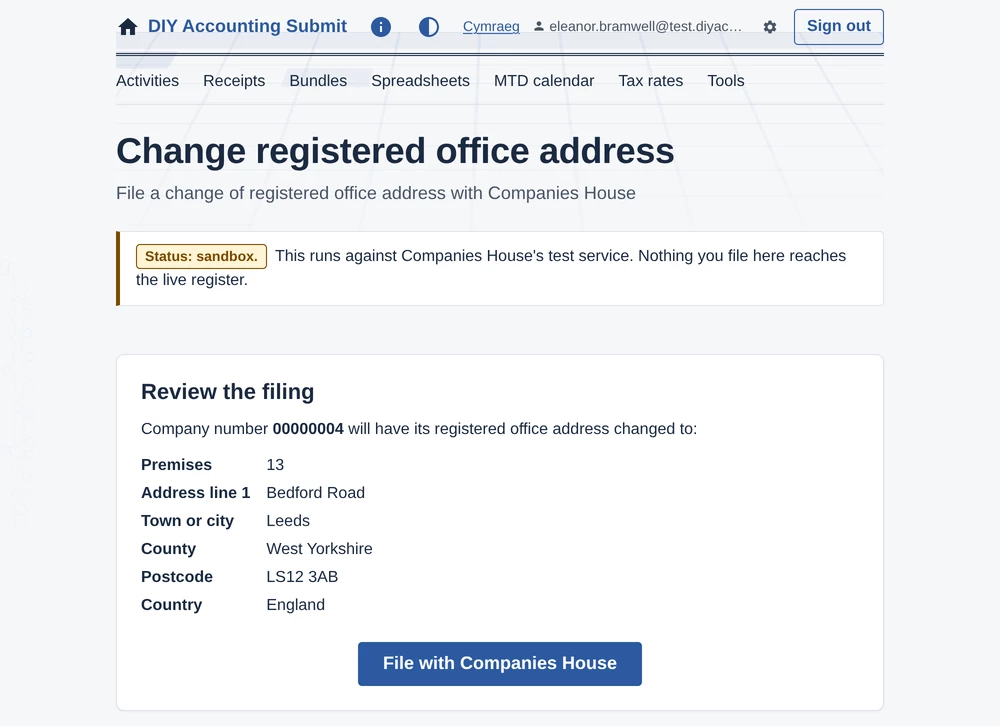 DIY Accounting Submit
Cymraeg
eleanor.bramwell@test.diyac...
Sign out
Activities
Receipts
Bundles
Spreadsheets
MTD calendar
Tax rates
Tools
Change registered office address
File a change of registered office address with Companies House
Status: sandbox. This runs against Companies House's test service. Nothing you file here reaches
the live register.
Review the filing
Company number 00000004 will have its registered office address changed to:
Premises 13
Address line 1 Bedford Road
Town or city Leeds
County West Yorkshire
Postcode LS12 3AB
Country England
File with Companies House